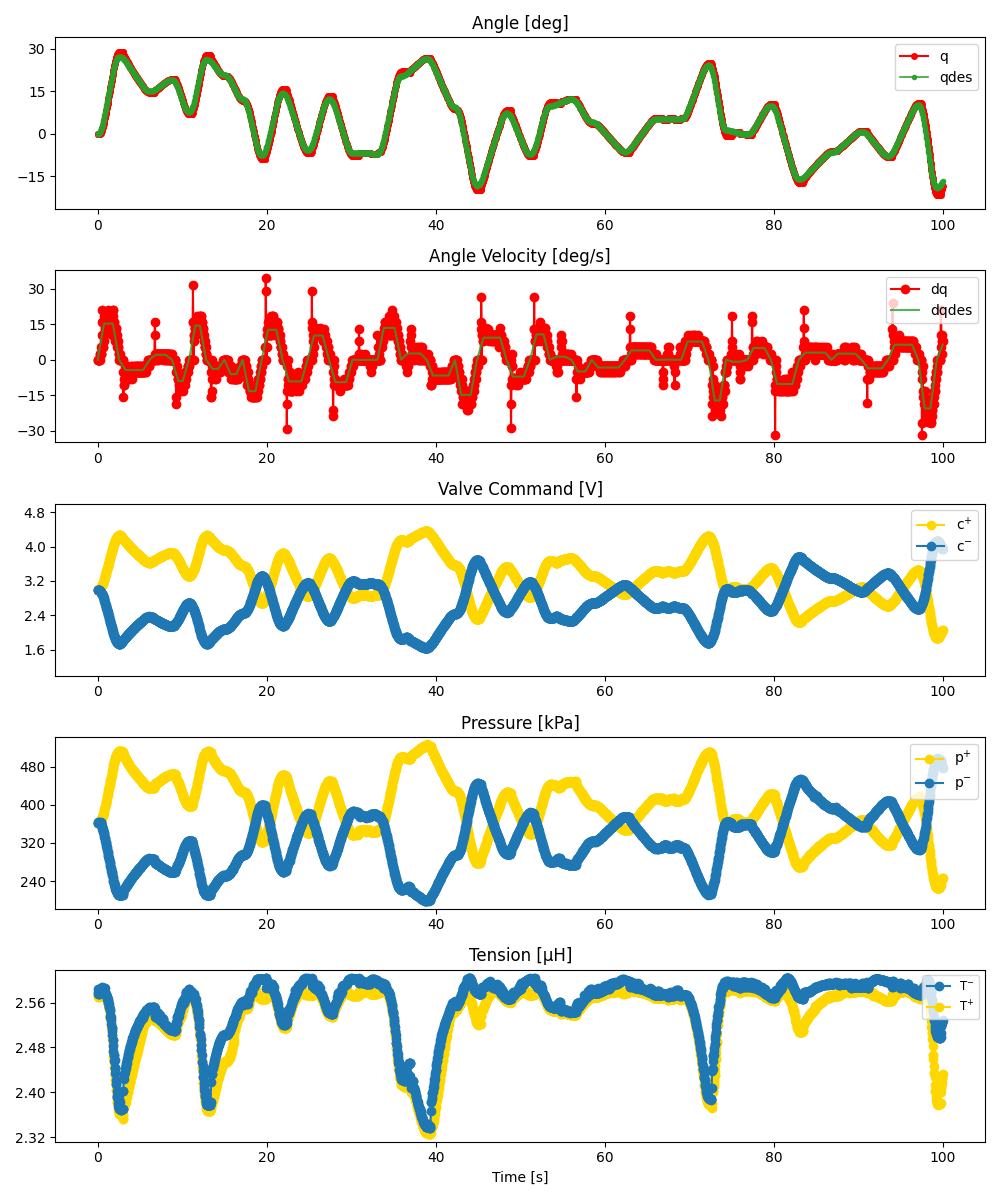 Angle [deg]
30
15
0
−15
q
qdes
0 20 40 60 80 100
Angle Velocity [deg/s]
30
15
0
−15
−30
dq
dqdes
0 20 40 60 80 100
Valve Command [V]
4.8
4.0
3.2
2.4
1.6
c⁺
c⁻
0 20 40 60 80 100
Pressure [kPa]
480
400
320
240
p⁺
p⁻
0 20 40 60 80 100
Tension [μH]
2.56
2.48
2.40
2.32
T⁻
T⁺
0 20 40 60 80 100
Time [s]